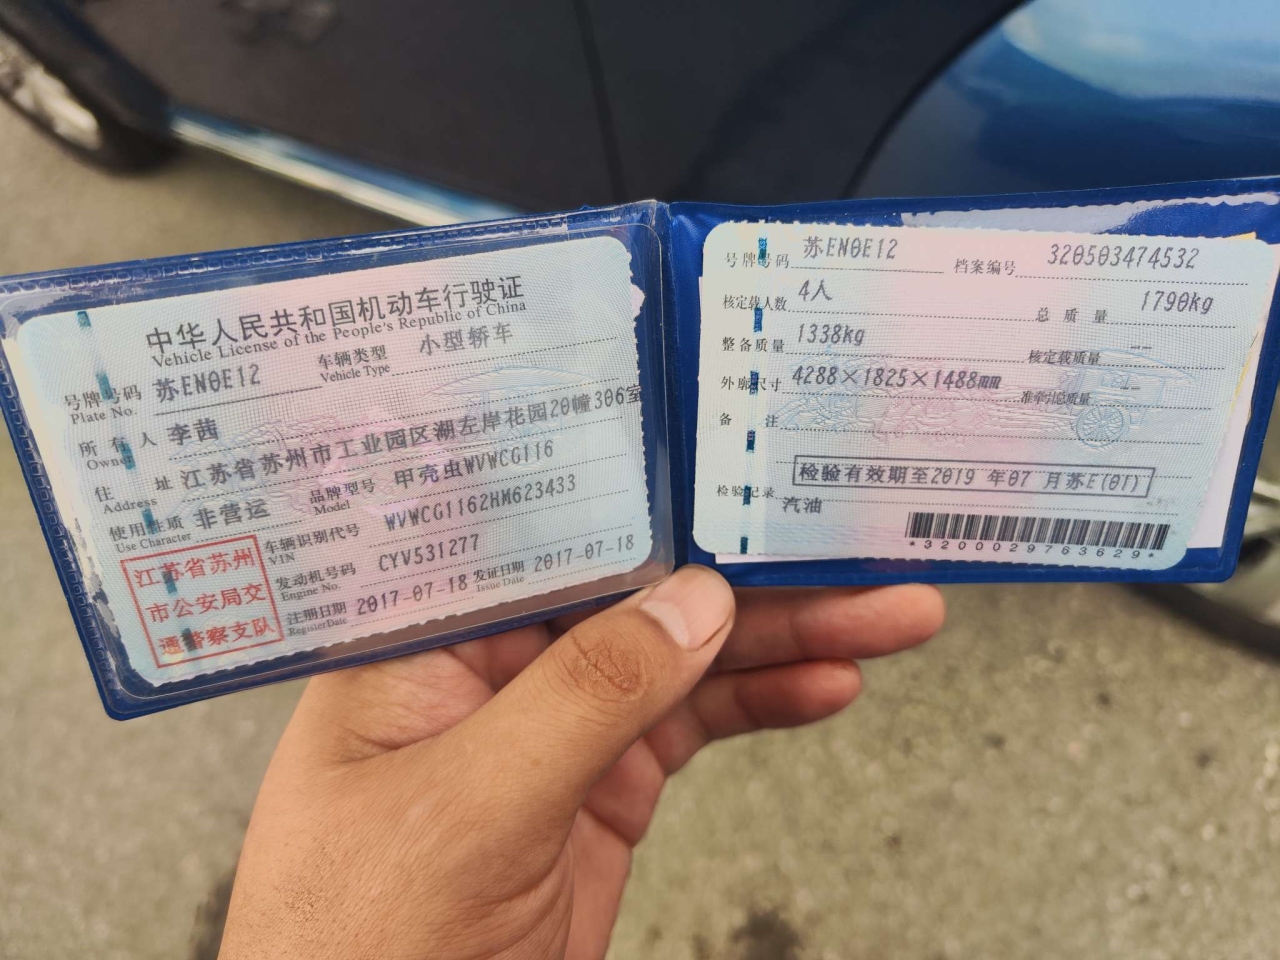 中华人民共和国机动车行驶证
Vehicle License of the People's Republic of China
号牌号码 苏EN0E12 车辆类型 小型轿车
Plate No. Vehicle Type
所有人 李茜
Owner
住址 江苏省苏州市工业园区湖左岸花园20幢306室
Address
使用性质 非营运 品牌型号 甲壳虫WVWCG116
Use Character Model
江苏省苏州
市公安局交
通警察支队
车辆识别代号 WVWCG1162HM623433
VIN
发动机号码 CYV531277
Engine No.
注册日期 2017-07-18 发证日期 2017-07-18
Register Date Issue Date
号牌号码 苏EN0E12 档案编号 320503474532
核定载人数 4人 总质量 1790kg
整备质量 1338kg 核定载质量 --
外廓尺寸 4288×1825×1488mm 准牵引总质量 --
备注
检验有效期至2019 年07 月苏E(01)
检验记录
汽油
*3200029763629*